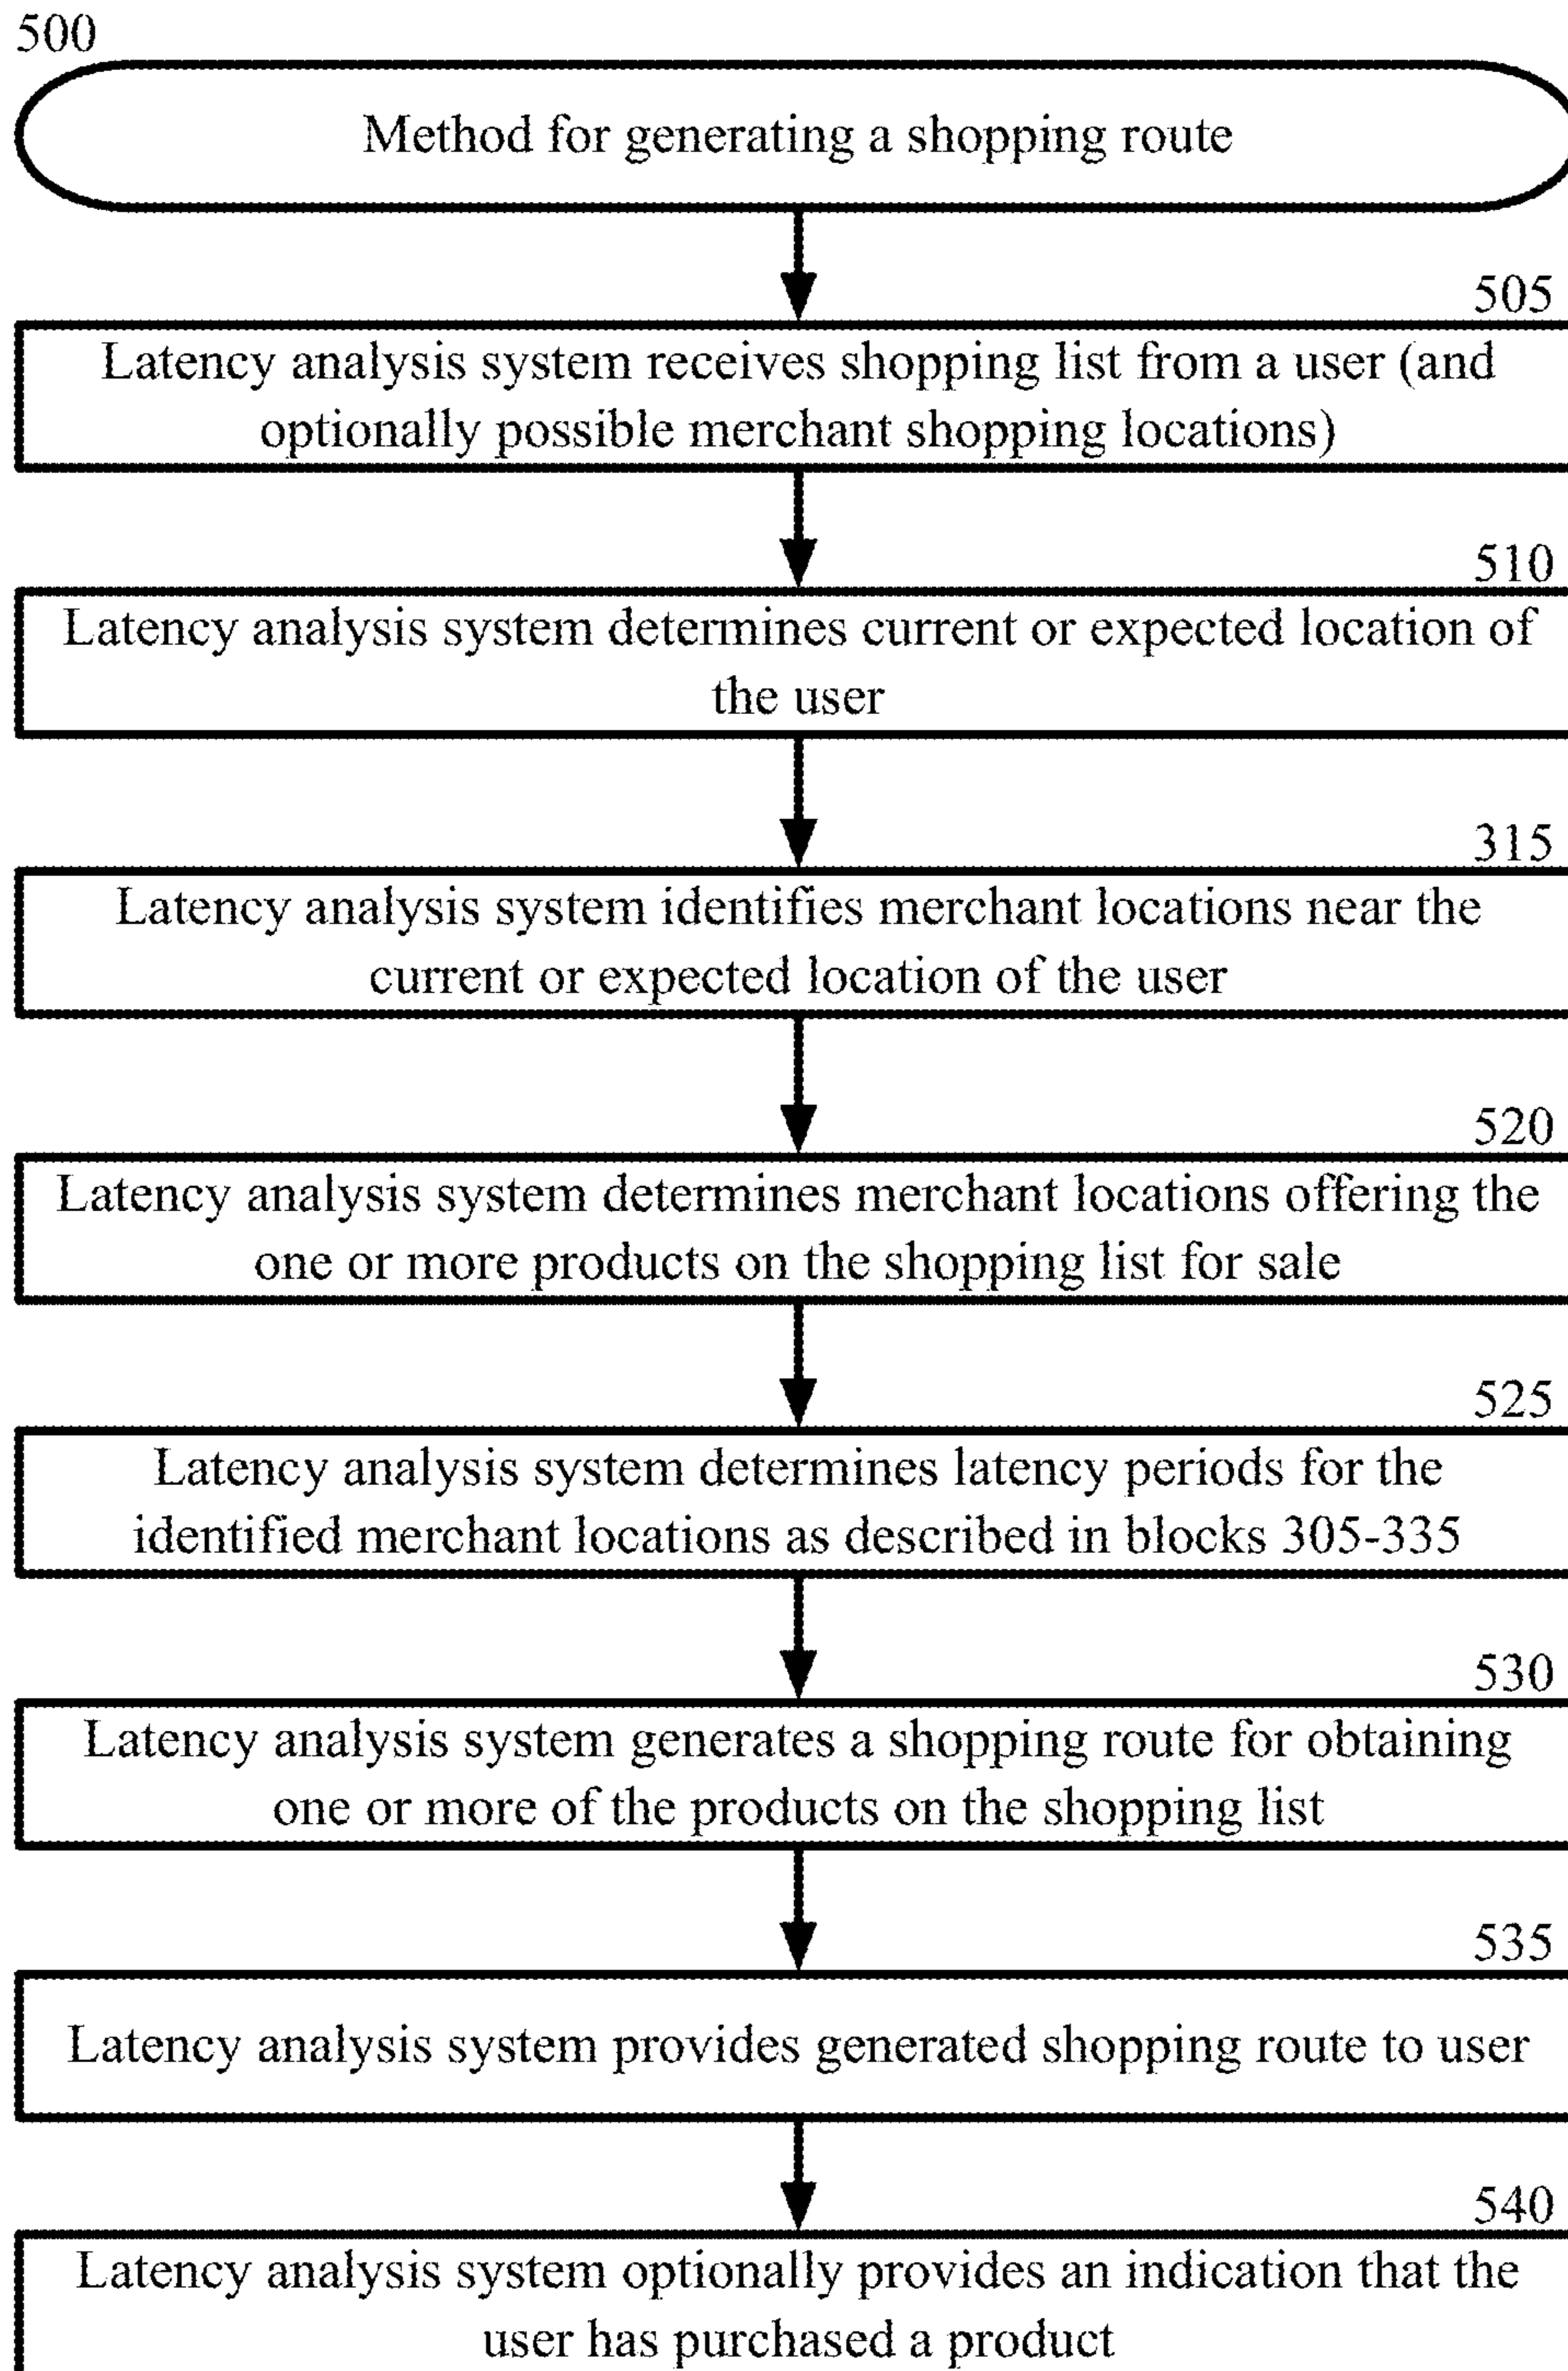 500
Method for generating a shopping route
505
Latency analysis system receives shopping list from a user (and
optionally possible merchant shopping locations)
510
Latency analysis system determines current or expected location of
the user
315
Latency analysis system identifies merchant locations near the
current or expected location of the user
520
Latency analysis system determines merchant locations offering the
one or more products on the shopping list for sale
525
Latency analysis system determines latency periods for the
identified merchant locations as described in blocks 305-335
530
Latency analysis system generates a shopping route for obtaining
one or more of the products on the shopping list
535
Latency analysis system provides generated shopping route to user
540
Latency analysis system optionally provides an indication that the
user has purchased a product